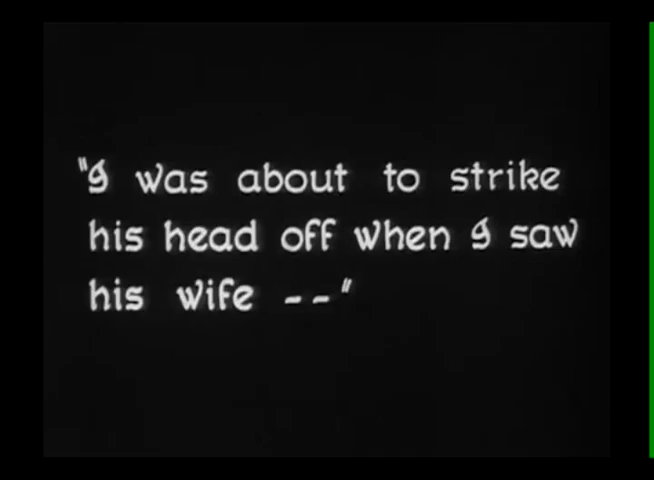 "I was about to strike
his head off when I saw
his wife --"